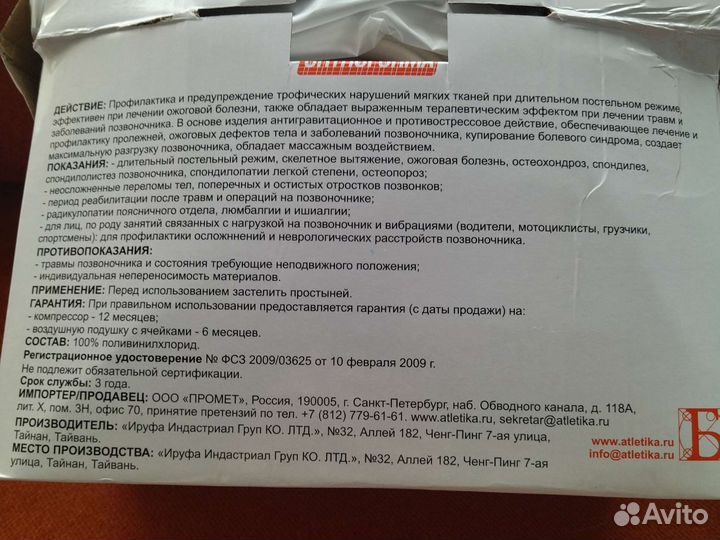 ДЕЙСТВИЕ: Профилактика и предупреждение трофических нарушений мягких тканей при длительном постельном режиме,
эффективен при лечении ожоговой болезни, также обладает выраженным терапевтическим эффектом при лечении травм и
заболеваний позвоночника. В основе изделия антигравитационное и противострессовое действие, обеспечивающее лечение и
профилактику пролежней, ожоговых дефектов тела и заболеваний позвоночника, купирование болевого синдрома, создает
максимальную разгрузку позвоночника, обладает массажным воздействием.
ПОКАЗАНИЯ: - длительный постельный режим, скелетное вытяжение, ожоговая болезнь, остеохондроз, спондилез,
спондилолистез позвоночника, спондилопатии легкой степени, остеопороз;
- неосложненные переломы тел, поперечных и остистых отростков позвонков;
- период реабилитации после травм и операций на позвоночнике;
- радикулопатии поясничного отдела, люмбалгии и ишиалгии;
- для лиц, по роду занятий связанных с нагрузкой на позвоночник и вибрациями (водители, мотоциклисты, грузчики,
спортсмены): для профилактики осложннений и неврологических расстройств позвоночника.
ПРОТИВОПОКАЗАНИЯ:
- травмы позвоночника и состояния требующие неподвижного положения;
- индивидуальная непереносимость материалов.
ПРИМЕНЕНИЕ: Перед использованием застелить простыней.
ГАРАНТИЯ: При правильном использовании предоставляется гарантия (с даты продажи) на:
- компрессор - 12 месяцев;
- воздушную подушку с ячейками - 6 месяцев.
СОСТАВ: 100% поливинилхлорид.
Регистрационное удостоверение № ФСЗ 2009/03625 от 10 февраля 2009 г.
Не подлежит обязательной сертификации.
Срок службы: 3 года.
ИМПОРТЕР/ПРОДАВЕЦ: ООО «ПРОМЕТ», Россия, 190005, г. Санкт-Петербург, наб. Обводного канала, д. 118А,
лит. Х, пом. 3Н, офис 70, принятие претензий по тел. +7 (812) 779-61-61. www.atletika.ru, sekretar@atletika.ru
ПРОИЗВОДИТЕЛЬ: «Ируфа Индастриал Груп КО. ЛТД.», №32, Аллей 182, Ченг-Пинг 7-ая улица,
Тайнан, Тайвань.
МЕСТО ПРОИЗВОДСТВА: «Ируфа Индастриал Груп КО. ЛТД.», №32, Аллей 182, Ченг-Пинг 7-ая
улица, Тайнан, Тайвань.
www.atletika.ru
info@atletika.ru
Б
Avito